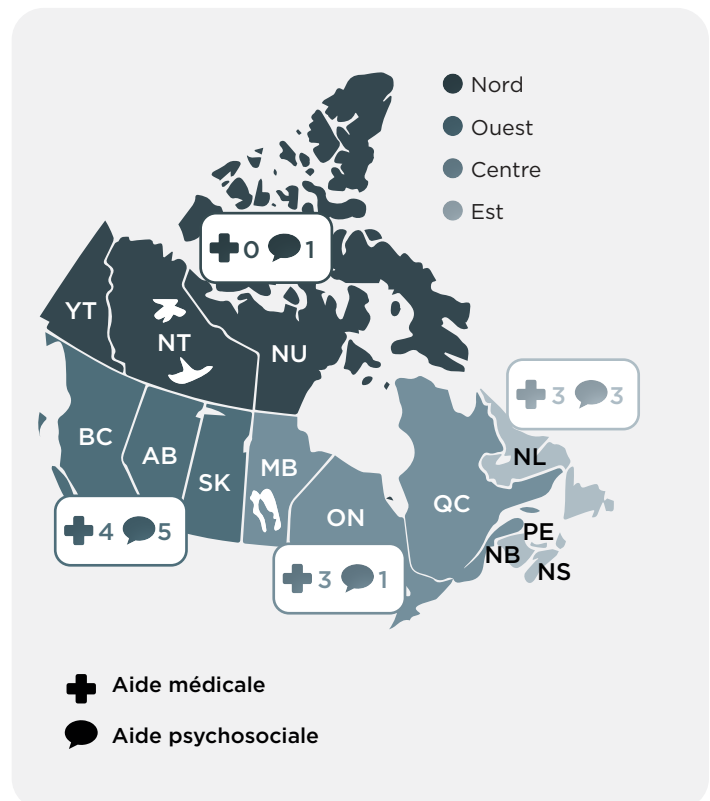 Nord
Ouest
Centre
Est
0 1
YT
NT
NU
3 3
BC
AB
SK
MB
ON
QC
NL
PE
NB
NS
4 5
3 1
Aide médicale
Aide psychosociale